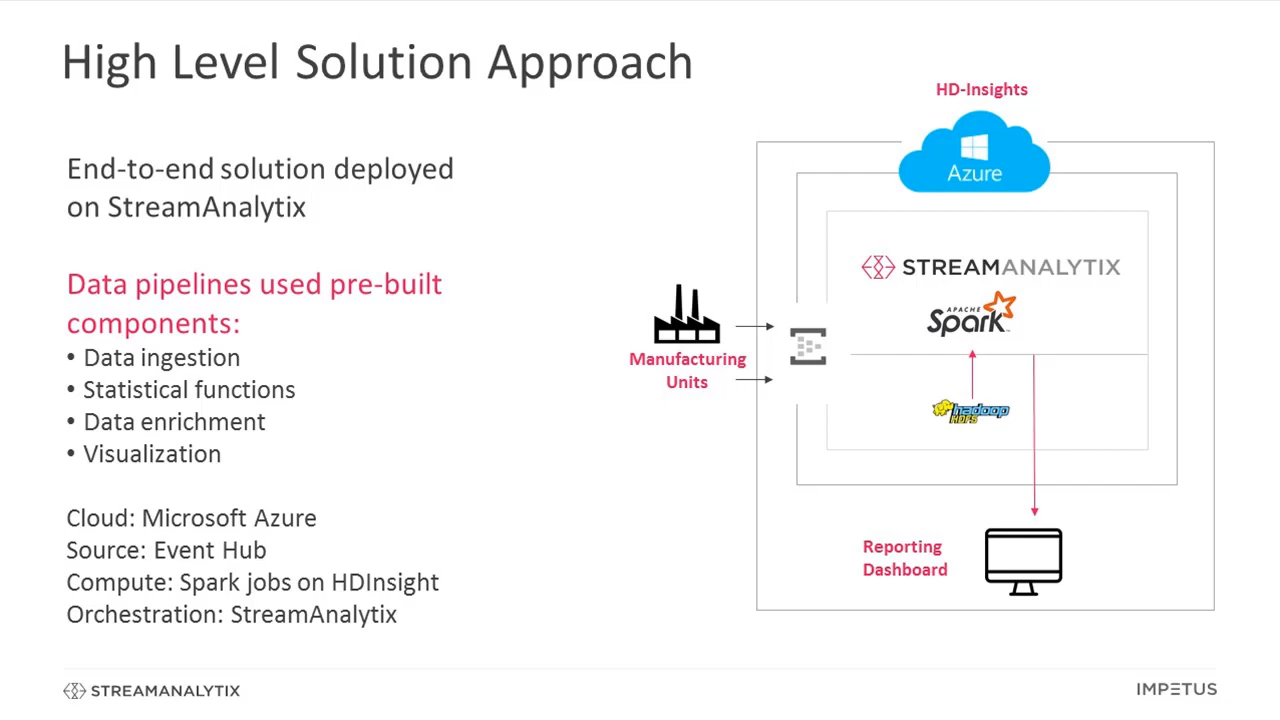 High Level Solution Approach
End-to-end solution deployed
on StreamAnalytix
Data pipelines used pre-built
components:
• Data ingestion
• Statistical functions
• Data enrichment
• Visualization
Cloud: Microsoft Azure
Source: Event Hub
Compute: Spark jobs on HDInsight
Orchestration: StreamAnalytix
HD-Insights
Azure
STREAMANALYTIX
APACHE
Spark
Manufacturing
Units
hadoop
HDFS
Reporting
Dashboard
STREAMANALYTIX
IMPETUS